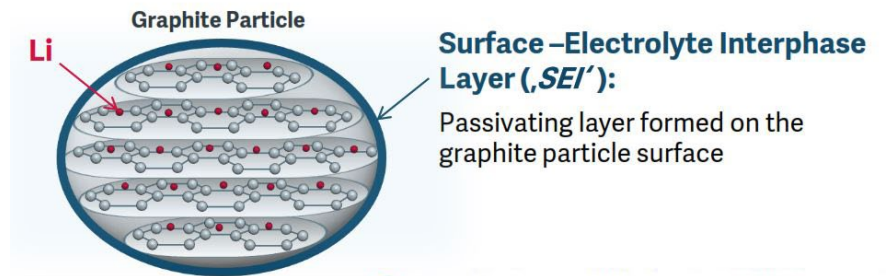 Graphite Particle
Li
Surface –Electrolyte Interphase
Layer (‚SEI‘):
Passivating layer formed on the
graphite particle surface